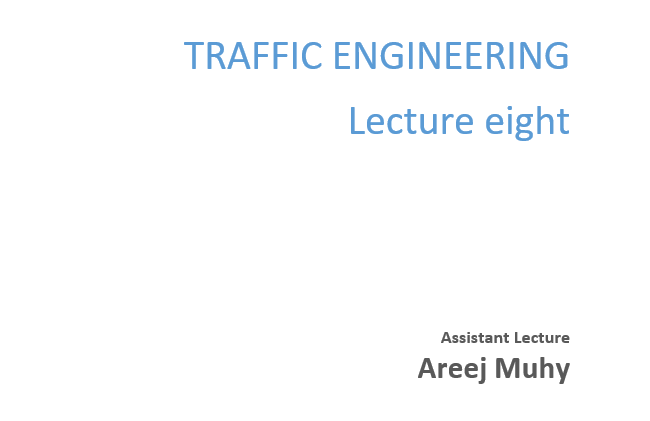 TRAFFIC ENGINEERING
Lecture eight
Assistant Lecture
Areej Muhy